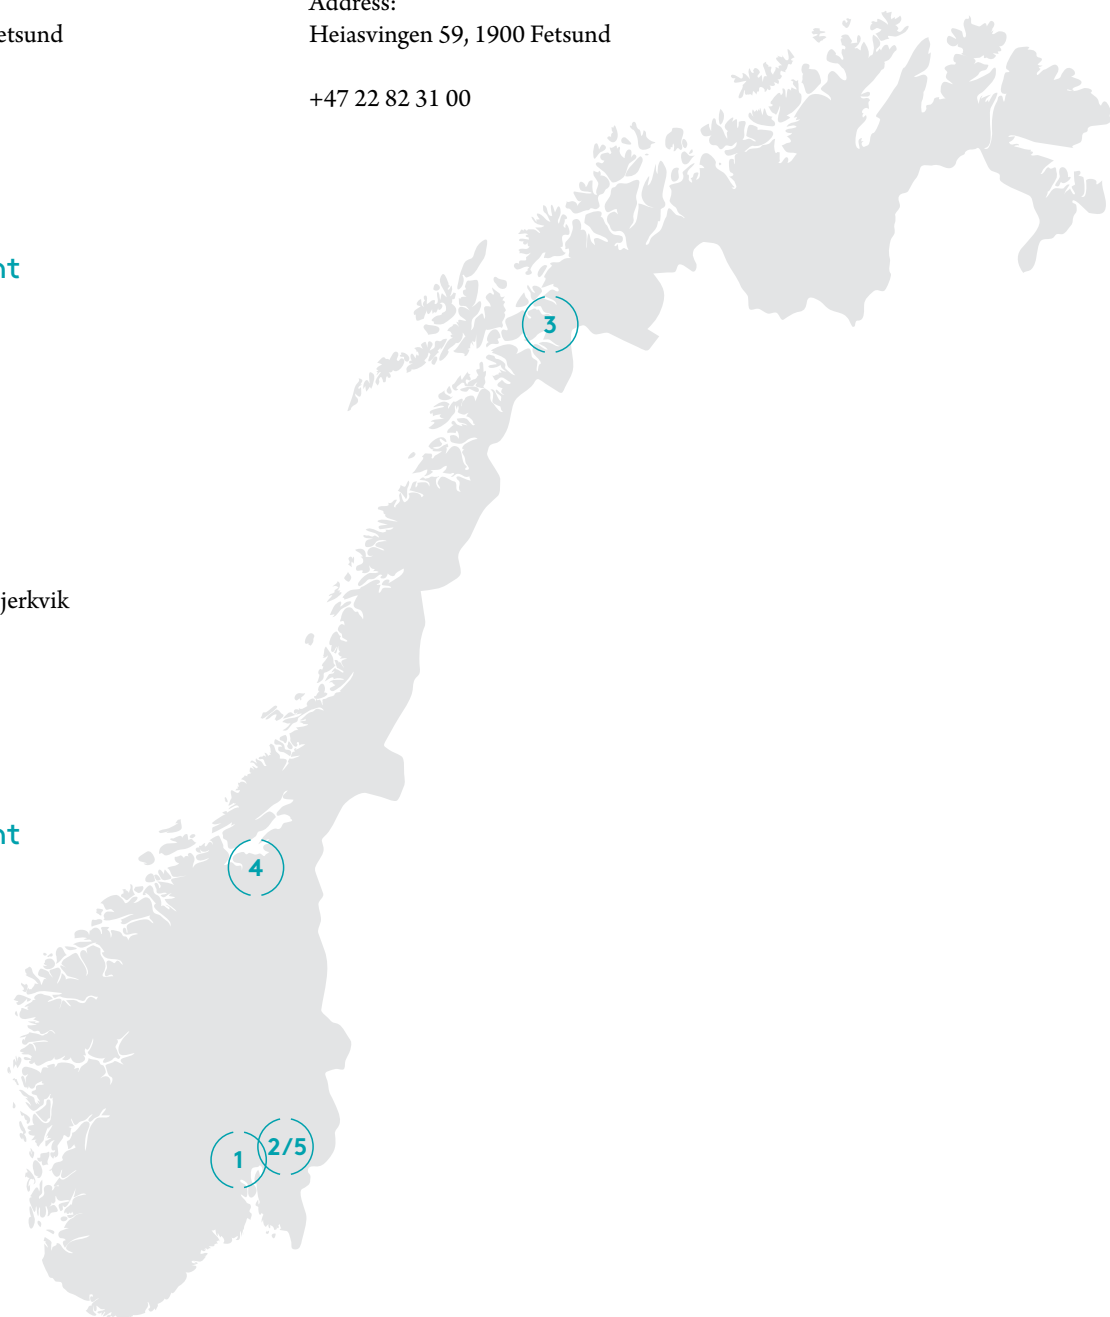 Address:
etsund
Heiasvingen 59, 1900 Fetsund
+47 22 82 31 00
nt
3
jerkvik
nt
4
2/5
1